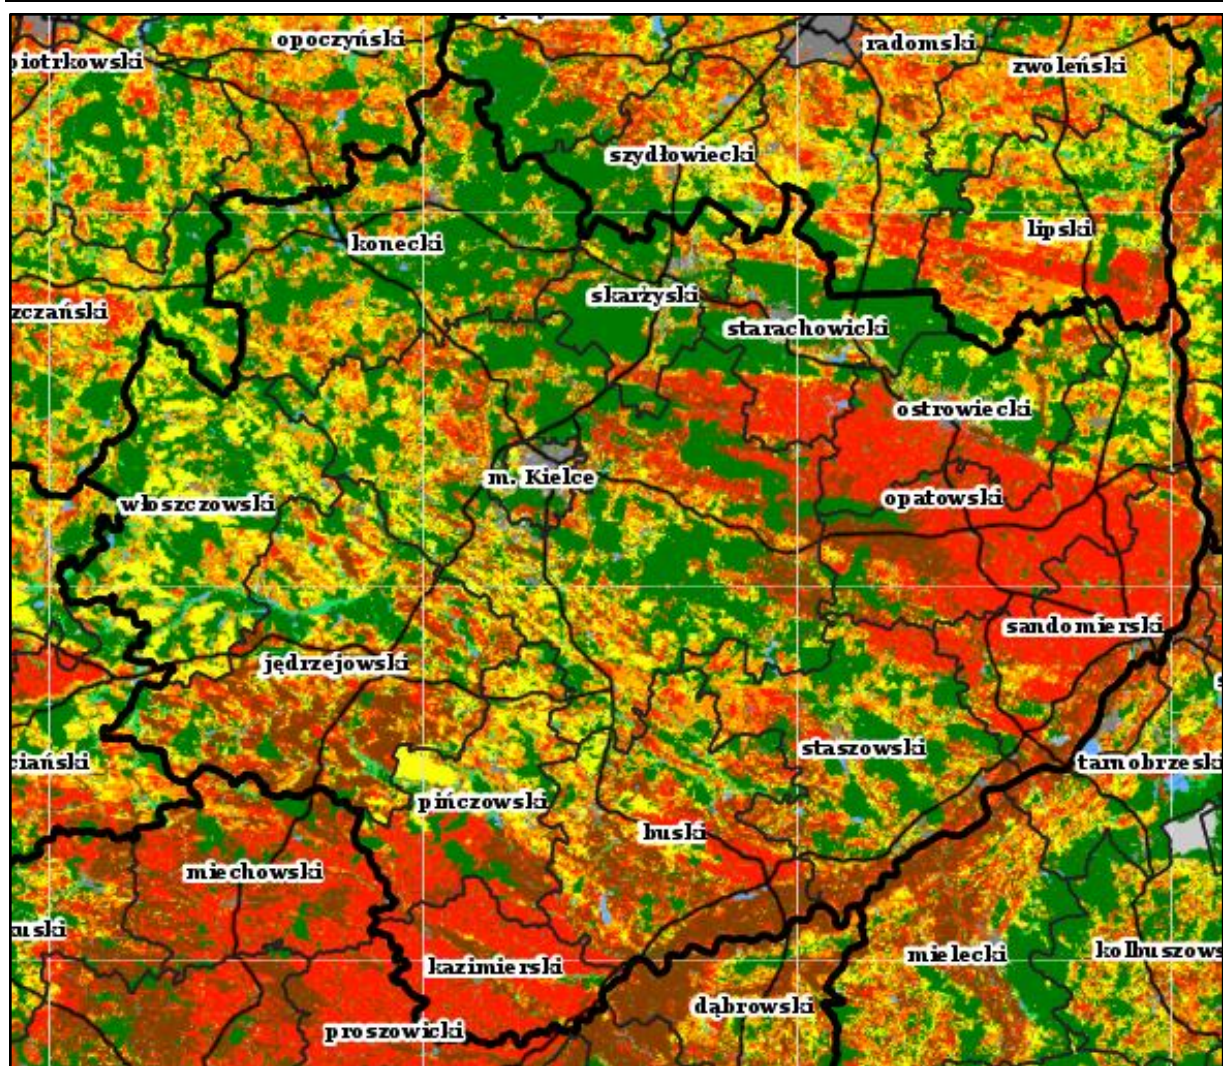 opoczyński
radomski
piotrkowski
zwoleński
szydłowiecki
lipski
konecki
skarżyski
zczański
starachowicki
ostrowiecki
m. Kielce
opatowski
włoszczowski
sandomierski
jędrzejowski
staszowski
ciański
tarnobrzeski
pińczowski
buski
miechowski
uski
mielecki
kolbuszows
kazimierski
dąbrowski
proszowicki